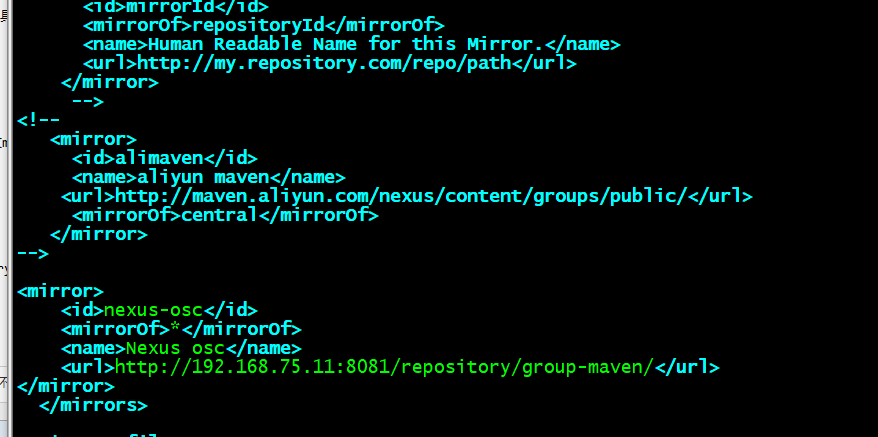 <id>mirrorId</id>
<mirrorOf>repositoryId</mirrorOf>
<name>Human Readable Name for this Mirror.</name>
<url>http://my.repository.com/repo/path</url>
</mirror>
-->
<!--
<mirror>
<id>alimaven</id>
<name>aliyun maven</name>
<url>http://maven.aliyun.com/nexus/content/groups/public/</url>
<mirrorOf>central</mirrorOf>
</mirror>
-->
<mirror>
<id>nexus-osc</id>
<mirrorOf>*</mirrorOf>
<name>Nexus osc</name>
<url>http://192.168.75.11:8081/repository/group-maven/</url>
</mirror>
</mirrors>